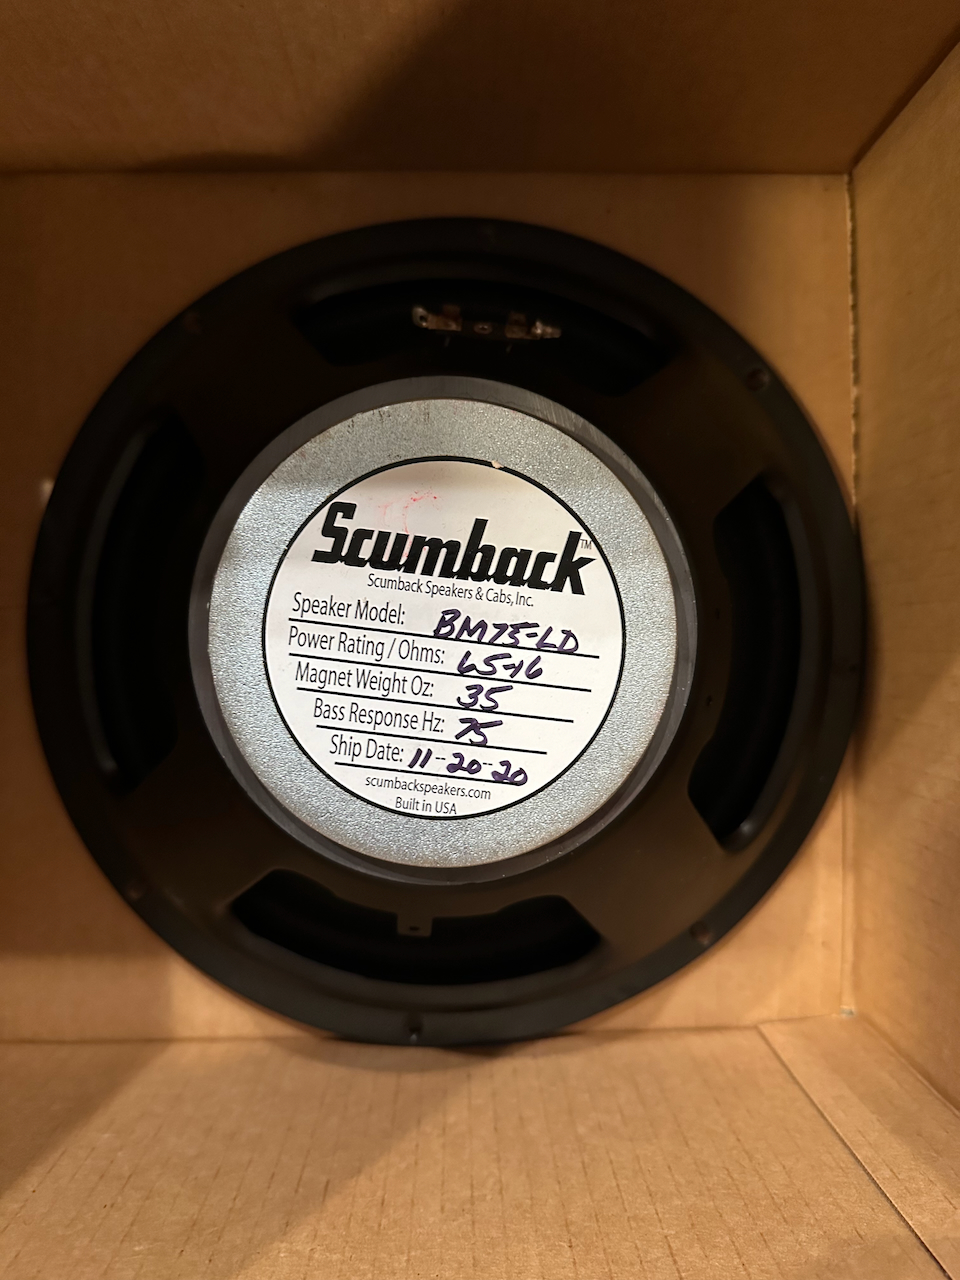 Scumback™
Scumback Speakers & Cabs, Inc.
Speaker Model: BM75-LD
Power Rating / Ohms: 65-16
Magnet Weight Oz: 35
Bass Response Hz: 75
Ship Date: 11-20-20
scumbackspeakers.com
Built in USA